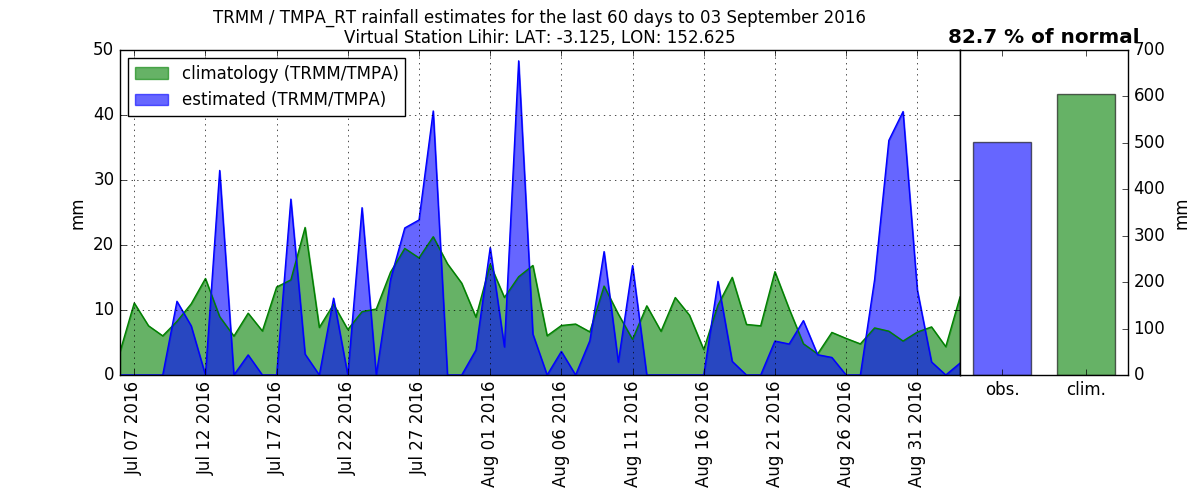 TRMM / TMPA_RT rainfall estimates for the last 60 days to 03 September 2016
Virtual Station Lihir: LAT: -3.125, LON: 152.625
82.7 % of normal
climatology (TRMM/TMPA)
estimated (TRMM/TMPA)
50
40
30
20
10
0
mm
Jul 07 2016
Jul 12 2016
Jul 17 2016
Jul 22 2016
Jul 27 2016
Aug 01 2016
Aug 06 2016
Aug 11 2016
Aug 16 2016
Aug 21 2016
Aug 26 2016
Aug 31 2016
obs.
clim.
700
600
500
400
300
200
100
0
mm